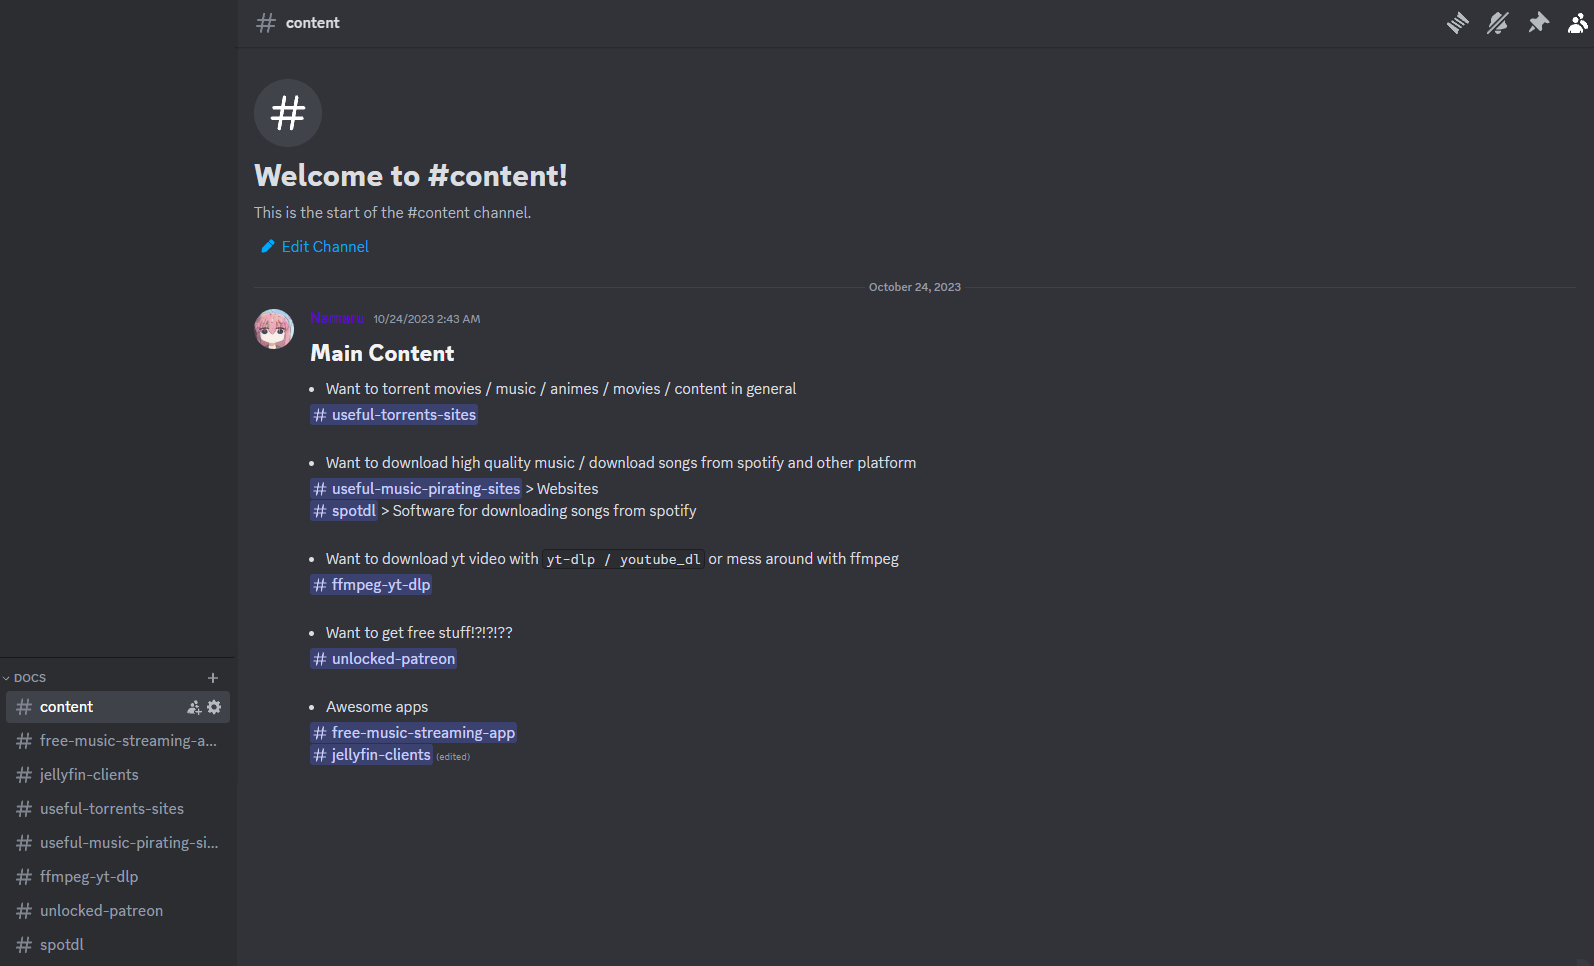 content
Welcome to #content!
This is the start of the #content channel.
Edit Channel
October 24, 2023
Namaru 10/24/2023 2:43 AM
Main Content
• Want to torrent movies / music / animes / movies / content in general
# useful-torrents-sites
• Want to download high quality music / download songs from spotify and other platform
# useful-music-pirating-sites > Websites
# spotdl > Software for downloading songs from spotify
• Want to download yt video with yt-dlp / youtube_dl or mess around with ffmpeg
# ffmpeg-yt-dlp
• Want to get free stuff!?!?!??
# unlocked-patreon
• Awesome apps
# free-music-streaming-app
# jellyfin-clients (edited)
DOCS +
# content
# free-music-streaming-a...
# jellyfin-clients
# useful-torrents-sites
# useful-music-pirating-si...
# ffmpeg-yt-dlp
# unlocked-patreon
# spotdl